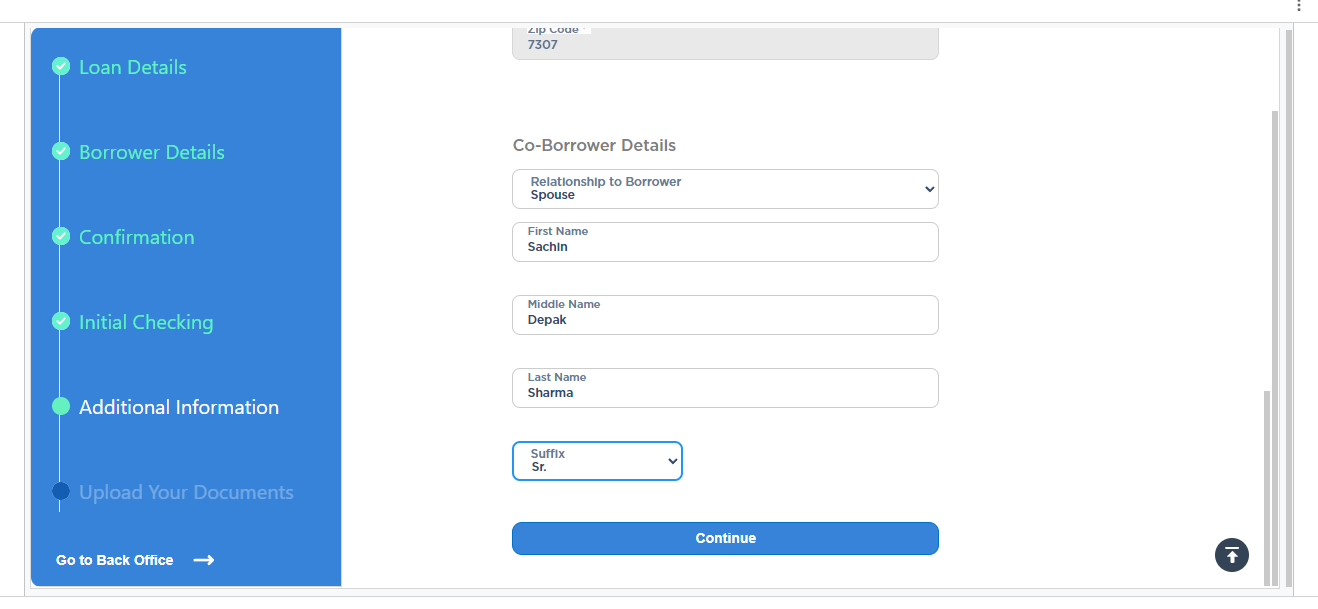 Loan Details
Borrower Details
Confirmation
Initial Checking
Additional Information
Upload Your Documents
Go to Back Office
Zip Code
7307
Co-Borrower Details
Relationship to Borrower
Spouse
First Name
Sachin
Middle Name
Depak
Last Name
Sharma
Suffix
Sr.
Continue